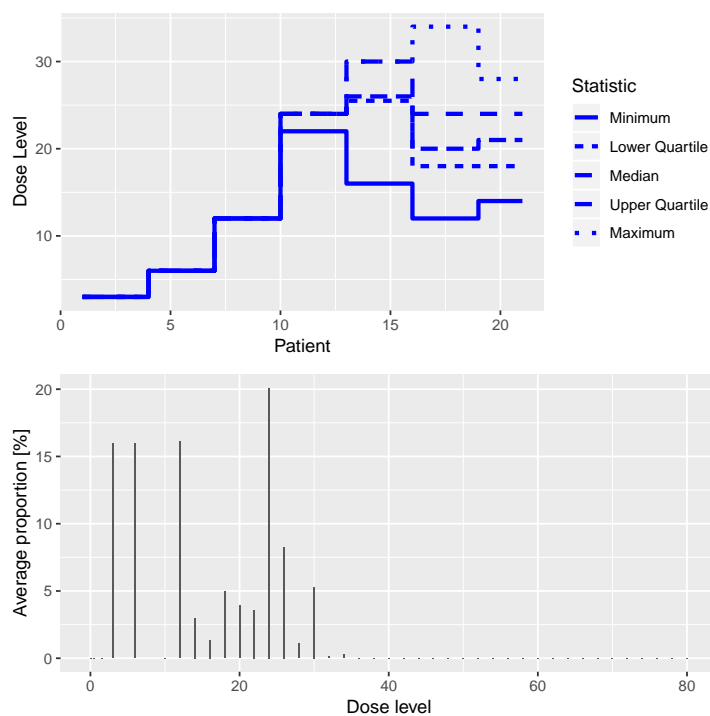 30
20
10
Dose Level
0 5 10 15 20
Patient
Statistic
Minimum
Lower Quartile
Median
Upper Quartile
Maximum
20
15
10
5
0
Average proportion [%]
0 20 40 60 80
Dose level